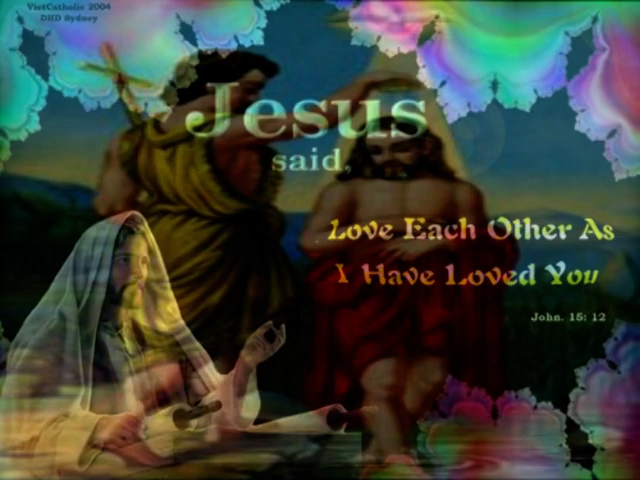 VietCatholic 2004
DHD Sydney
Jesus
said,
Love Each Other As
I Have Loved You
John. 15: 12